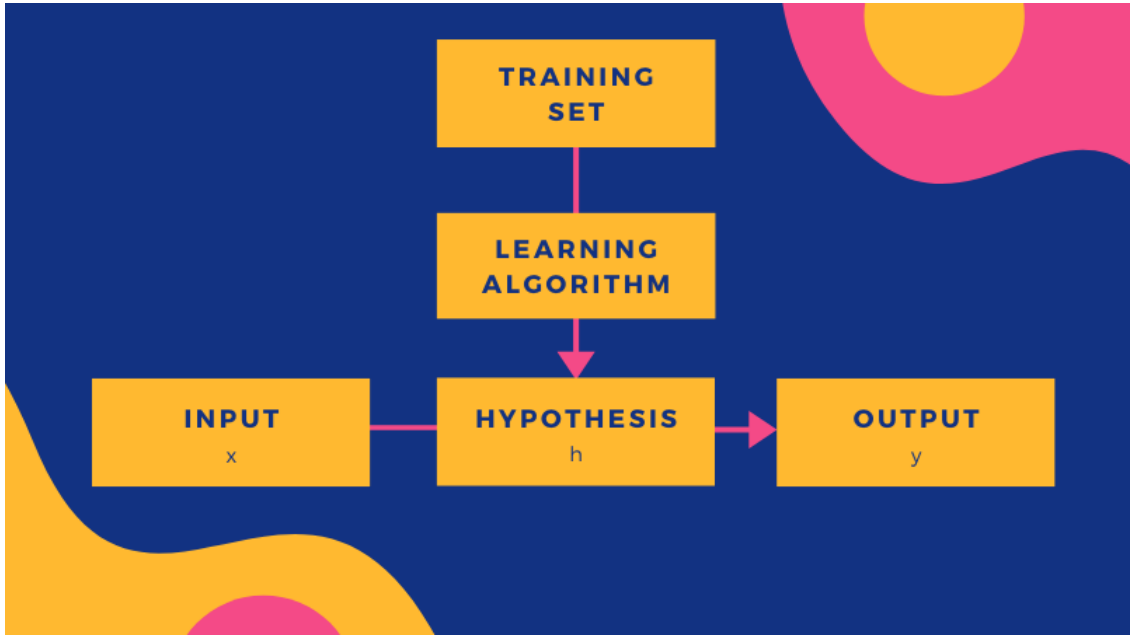 TRAINING
SET
LEARNING
ALGORITHM
INPUT
x
HYPOTHESIS
h
OUTPUT
y